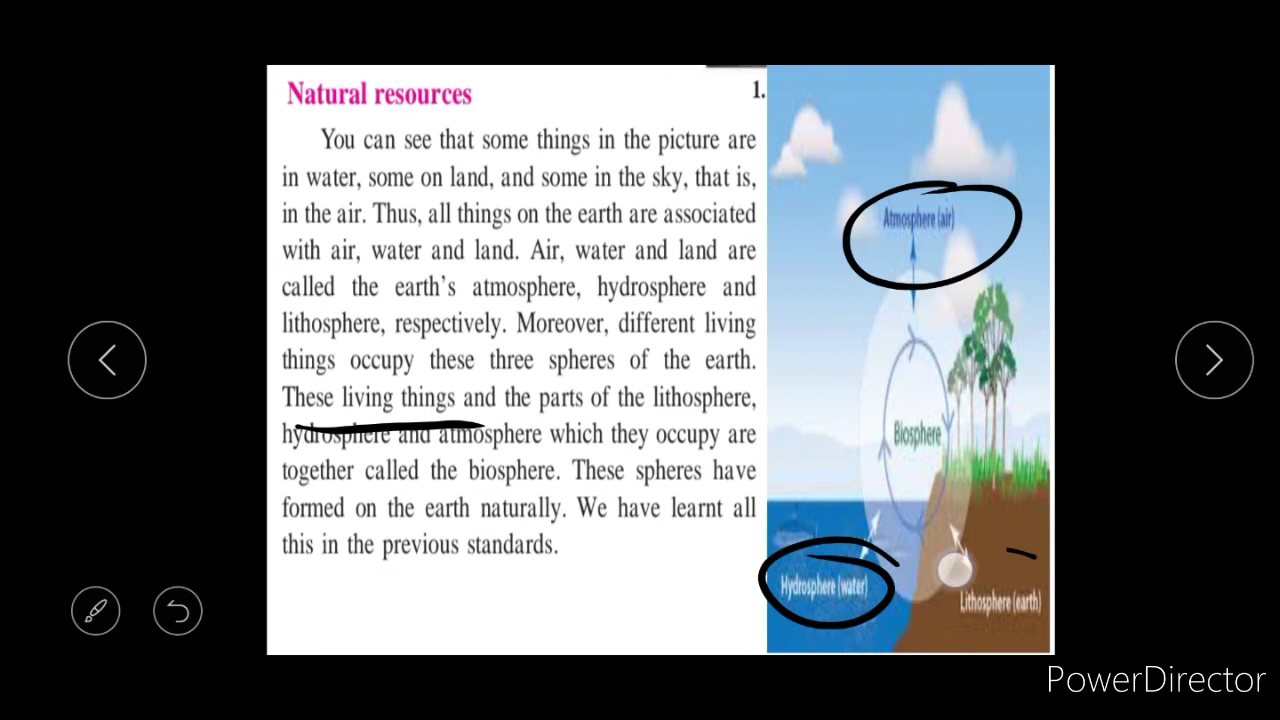 Natural resources
1.
You can see that some things in the picture are
in water, some on land, and some in the sky, that is,
in the air. Thus, all things on the earth are associated
with air, water and land. Air, water and land are
called the earth's atmosphere, hydrosphere and
lithosphere, respectively. Moreover, different living
things occupy these three spheres of the earth.
These living things and the parts of the lithosphere,
hydrosphere and atmosphere which they occupy are
together called the biosphere. These spheres have
formed on the earth naturally. We have learnt all
this in the previous standards.
Atmosphere (air)
Biosphere
Hydrosphere (water)
Lithosphere (earth)
PowerDirector